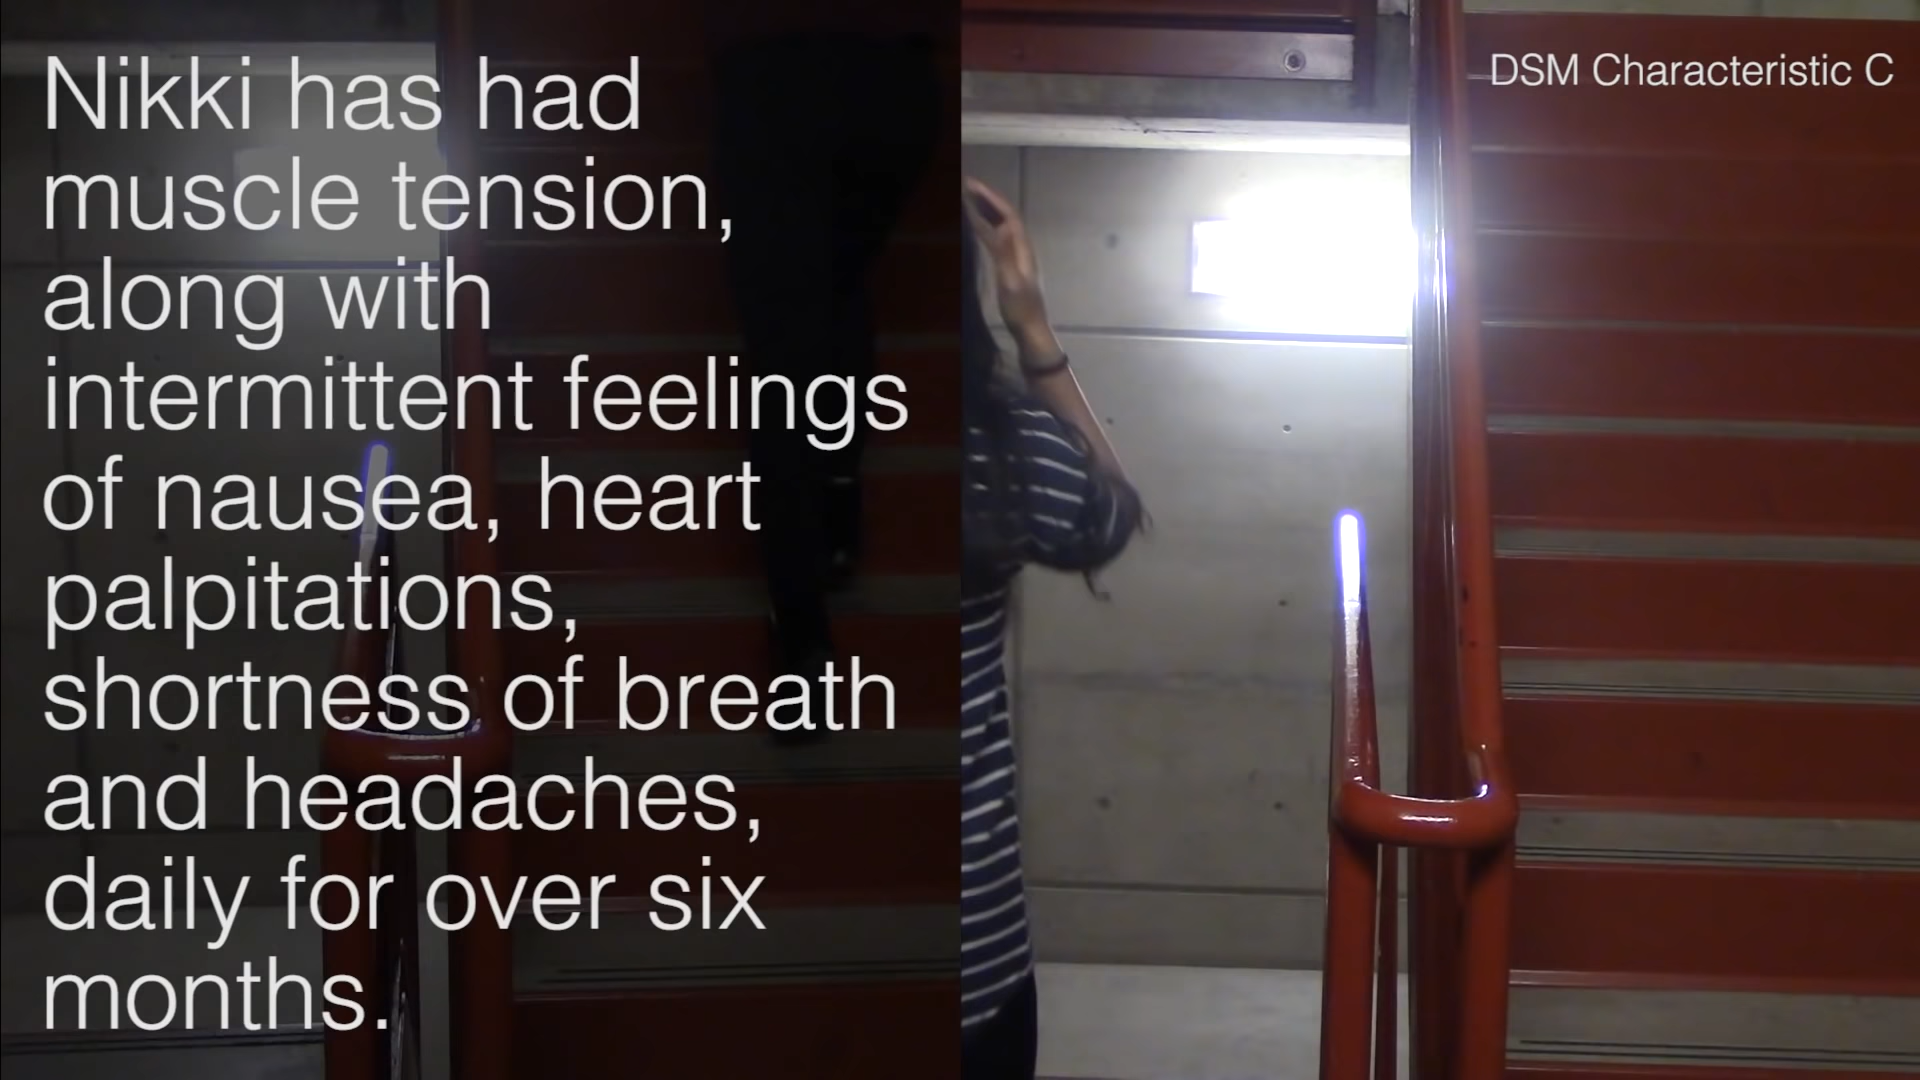 Nikki has had
muscle tension,
along with
intermittent feelings
of nausea, heart
palpitations,
shortness of breath
and headaches,
daily for over six
months.
DSM Characteristic C